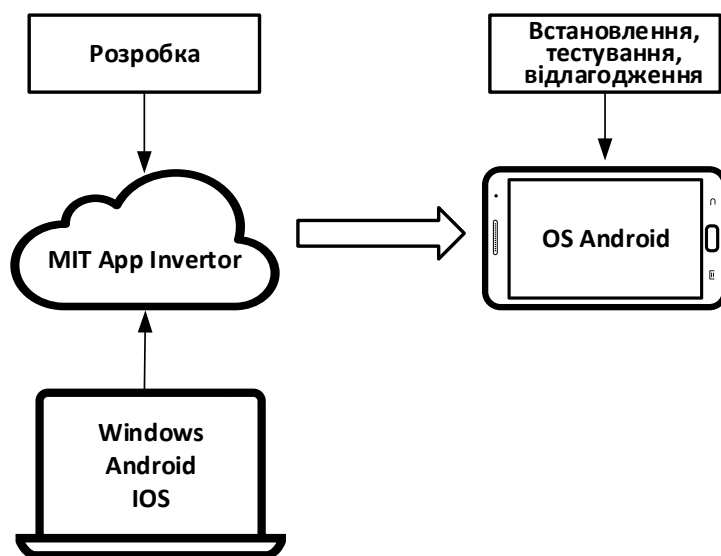 Розробка
Встановлення,
тестування,
відлагодження
MIT App Invertor
OS Android
Windows
Android
IOS